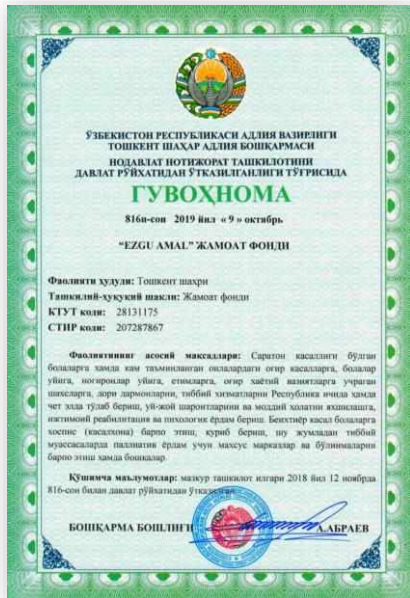 ЎЗБЕКИСТОН РЕСПУБЛИКАСИ АДЛИЯ ВАЗИРЛИГИ
ТОШКЕНТ ШАҲАР АДЛИЯ БОШҚАРМАСИ
НОДАВЛАТ НОТИЖОРАТ ТАШКИЛОТИНИ
ДАВЛАТ РЎЙХАТИДАН ЎТКАЗИЛГАНЛИГИ ТЎҒРИСИДА
ГУВОҲНОМА
816п-сон 2019 йил « 9 » октябрь
“EZGU AMAL” ЖАМОАТ ФОНДИ
Фаолияти ҳудуди: Тошкент шаҳри
Ташкилий-ҳуқуқий шакли: Жамоат фонди
КТУТ коди: 28131175
СТИР коди: 207287867
Фаолиятининг асосий мақсадлари: Саратон касаллиги бўлган
болаларга ҳамда кам таъминланган оилалардаги оғир касалларга, болалар
уйига, ногиронлар уйига, етимларга, оғир ҳаётий вазиятларга учраган
шахсларга, дори дармонларни, тиббий хизматларни Республика ичида ҳамда
чет элда тўлаб бериш, уй-жой шароитларини ва моддий ҳолатни яхшилашга,
ижтимоий реабилитация ва психологик ёрдам бериш. Бенхтиёр касал болаларга
хоспис (касалхона) барпо этиш, қуриб бериш, шу жумладан тиббий
муассасаларда паллиатив ёрдам учун махсус марказлар ва бўлинмаларни
барпо этиш ҳамда бошқалар.
Қўшимча маълумотлар: мазкур ташкилот илгари 2018 йил 12 ноябрда
816-сон билан давлат рўйхатидан ўтказилган.
БОШҚАРМА БОШЛИҒИ А.АБРАЕВ